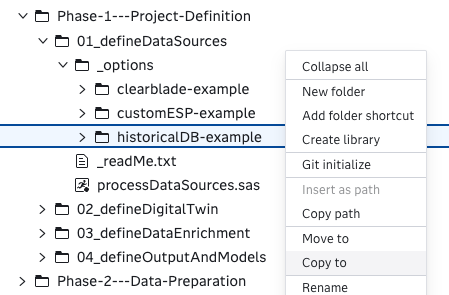 Phase-1---Project-Definition
01_defineDataSources
_options
clearblade-example
customESP-example
historicalDB-example
_readMe.txt
processDataSources.sas
02_defineDigitalTwin
03_defineDataEnrichment
04_defineOutputAndModels
Phase-2---Data-Preparation
Collapse all
New folder
Add folder shortcut
Create library
Git initialize
Insert as path
Copy path
Move to
Copy to
Rename